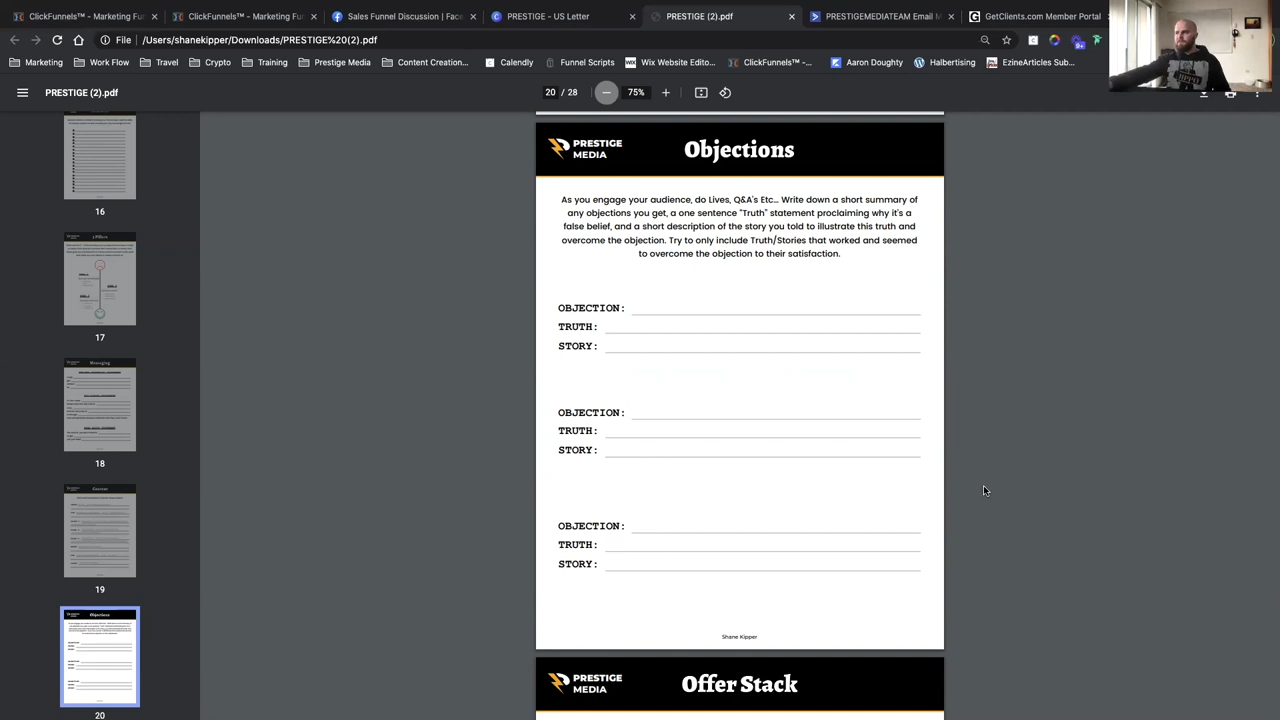 ClickFunnels™ - Marketing Fun
ClickFunnels™ - Marketing Fu
Sales Funnel Discussion | Face
PRESTIGE - US Letter
PRESTIGE (2).pdf
PRESTIGEMEDIATEAM Email M
GetClients.com Member Portal
File
/Users/shanekipper/Downloads/PRESTIGE%20(2).pdf
Marketing
Work Flow
Travel
Crypto
Training
Prestige Media
Content Creation...
Calendly
Funnel Scripts
Wix Website Edito...
ClickFunnels™ -...
Aaron Doughty
Halbertising
EzineArticles Sub...
PRESTIGE (2).pdf
20 / 28
75%
16
17
Messaging
18
Content
19
Objections
20
PRESTIGE
MEDIA
Objections
As you engage your audience, do Lives, Q&A's Etc... Write down a short summary of
any objections you get, a one sentence "Truth" statement proclaiming why it's a
false belief, and a short description of the story you told to illustrate this truth and
overcome the objection. Try to only include Truth/Stories that worked and seemed
to overcome the objection to their satisfaction.
OBJECTION:
TRUTH:
STORY:
OBJECTION:
TRUTH:
STORY:
OBJECTION:
TRUTH:
STORY:
Shane Kipper
PRESTIGE
MEDIA
Offer Stack